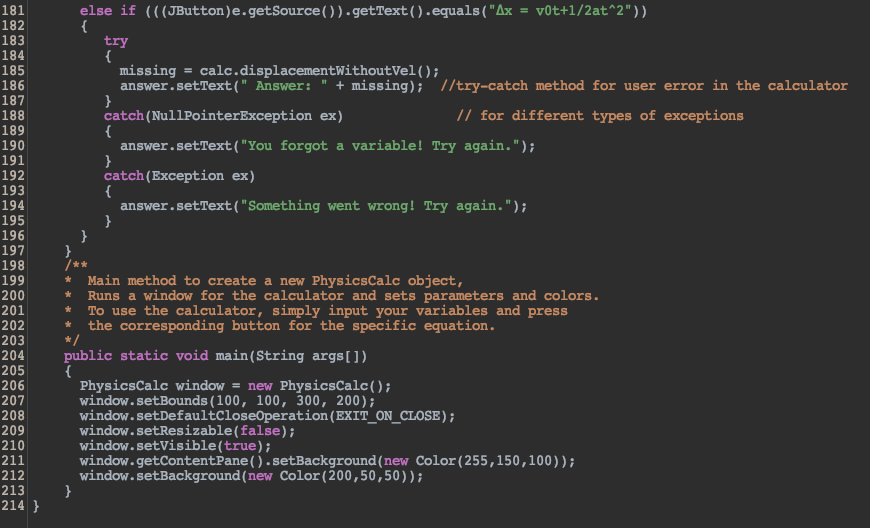 181 else if (((JButton)e.getSource()).getText().equals("Δx = v0t+1/2at^2"))
182 {
183 try
184 {
185 missing = calc.displacementWithoutVel();
186 answer.setText(" Answer: " + missing); //try-catch method for user error in the calculator
187 }
188 catch(NullPointerException ex) // for different types of exceptions
189 {
190 answer.setText("You forgot a variable! Try again.");
191 }
192 catch(Exception ex)
193 {
194 answer.setText("Something went wrong! Try again.");
195 }
196 }
197 }
198 /**
199 * Main method to create a new PhysicsCalc object,
200 * Runs a window for the calculator and sets parameters and colors.
201 * To use the calculator, simply input your variables and press
202 * the corresponding button for the specific equation.
203 */
204 public static void main(String args[])
205 {
206 PhysicsCalc window = new PhysicsCalc();
207 window.setBounds(100, 100, 300, 200);
208 window.setDefaultCloseOperation(EXIT_ON_CLOSE);
209 window.setResizable(false);
210 window.setVisible(true);
211 window.getContentPane().setBackground(new Color(255,150,100));
212 window.setBackground(new Color(200,50,50));
213 }
214 }